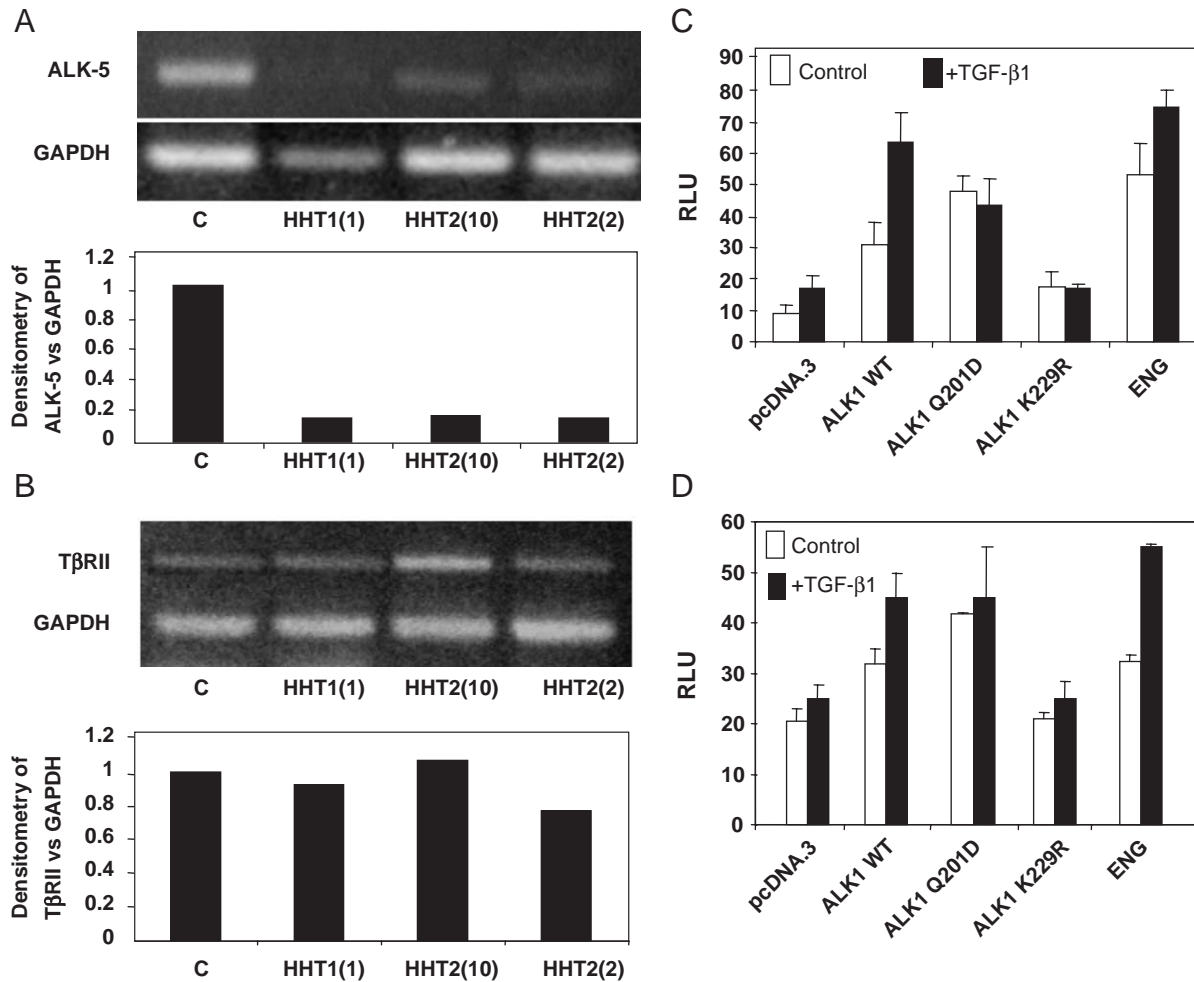 A
ALK-5
GAPDH
C HHT1(1) HHT2(10) HHT2(2)
Densitometry of
ALK-5 vs GAPDH
1.2
1
0.8
0.6
0.4
0.2
0
C HHT1(1) HHT2(10) HHT2(2)
B
TβRII
GAPDH
C HHT1(1) HHT2(10) HHT2(2)
Densitometry of
TβRII vs GAPDH
1.2
1
0.8
0.6
0.4
0.2
0
C HHT1(1) HHT2(10) HHT2(2)
C
Control +TGF-β1
RLU
90
80
70
60
50
40
30
20
10
0
pcDNA.3 ALK1 WT ALK1 Q201D ALK1 K229R ENG
D
Control
+TGF-β1
RLU
60
50
40
30
20
10
0
pcDNA.3 ALK1 WT ALK1 Q201D ALK1 K229R ENG